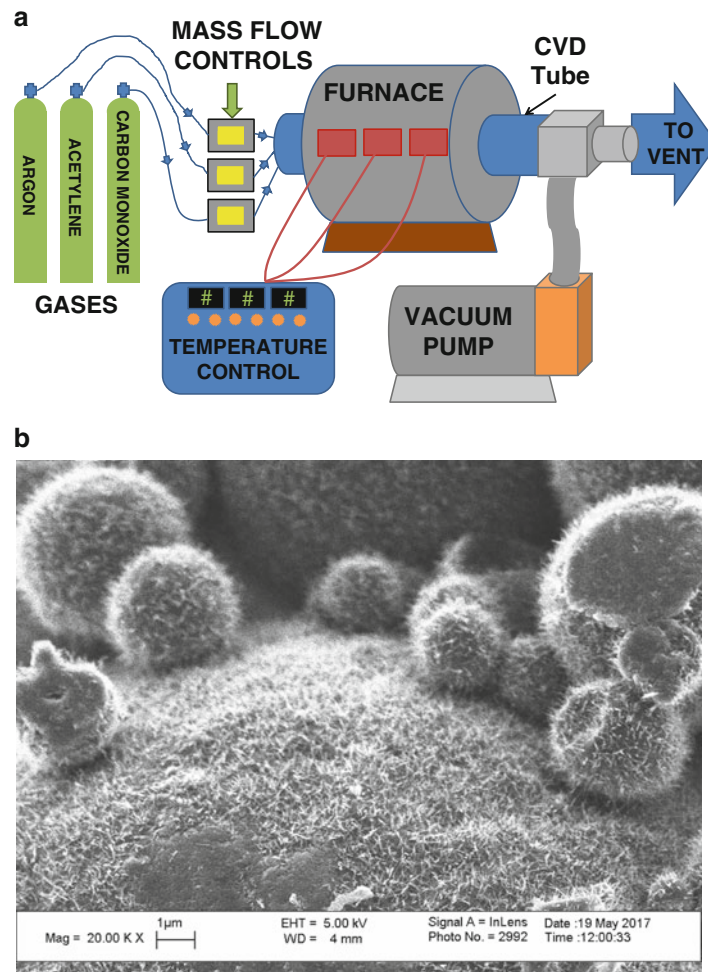 a
MASS FLOW
CONTROLS
CVD
Tube
FURNACE
TO
VENT
ARGON
ACETYLENE
CARBON MONOXIDE
GASES
# # #
TEMPERATURE
CONTROL
VACUUM
PUMP
b
Mag = 20.00 K X
1µm
EHT = 5.00 kV
WD = 4 mm
Signal A = InLens
Photo No. = 2992
Date :19 May 2017
Time :12:00:33